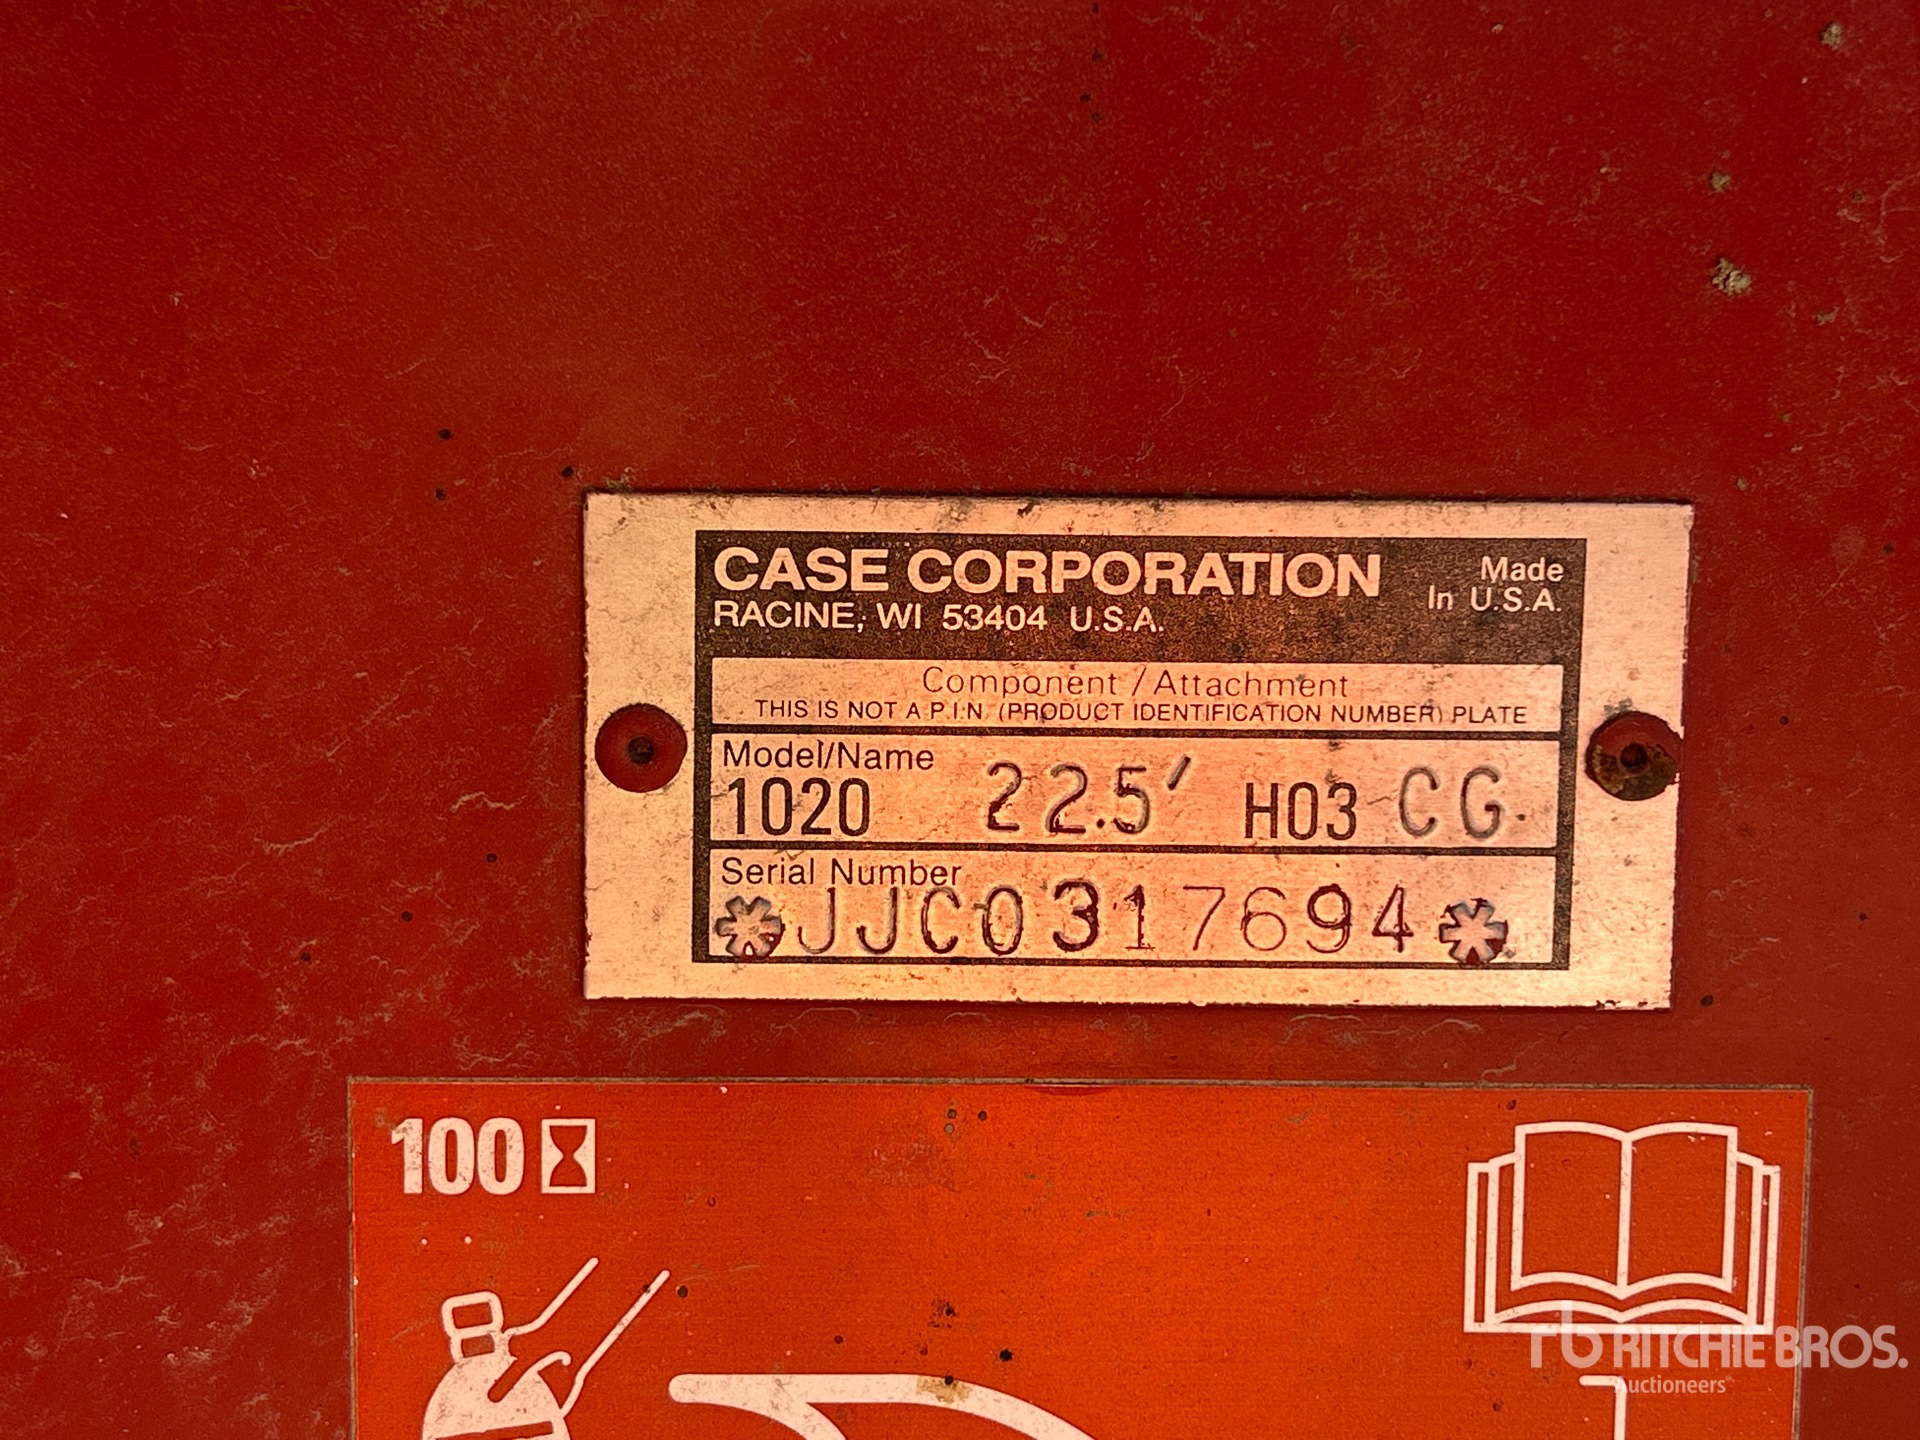 CASE CORPORATION
RACINE, WI 53404 U.S.A.
Made
In U.S.A.
Component / Attachment
THIS IS NOT A P.I.N. (PRODUCT IDENTIFICATION NUMBER) PLATE
Model/Name
1020 22.5' H03 CG
Serial Number
*JJC0317694*
100
rb RITCHIE BROS.
Auctioneers